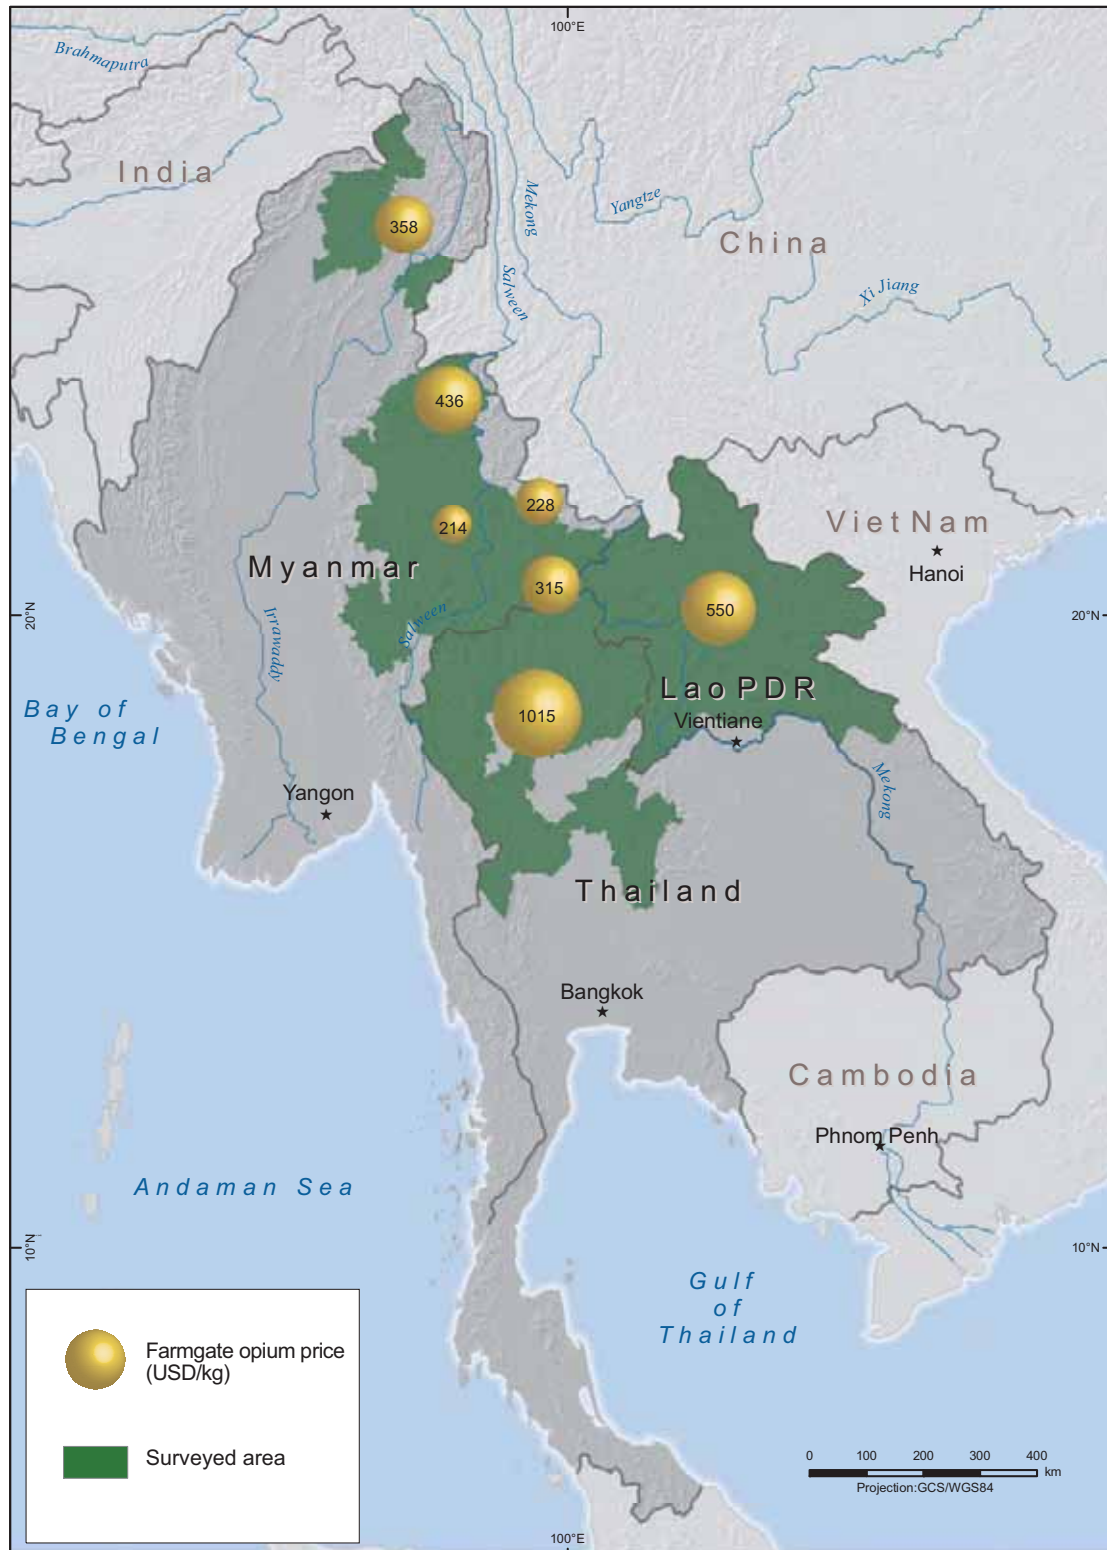 100°E
Brahmaputra
India
Mekong
Yangtze
358
China
Salween
Xi Jiang
436
228
214
Viet Nam
Hanoi
Myanmar
315
550
20°N
20°N
Salween
Irrawaddy
Lao PDR
Bay of
Bengal
1015
Vientiane
Mekong
Yangon
Thailand
Bangkok
Cambodia
Phnom Penh
Andaman Sea
10°N
10°N
Gulf
of
Thailand
Farmgate opium price
(USD/kg)
Surveyed area
0 100 200 300 400
km
Projection:GCS/WGS84
100°E